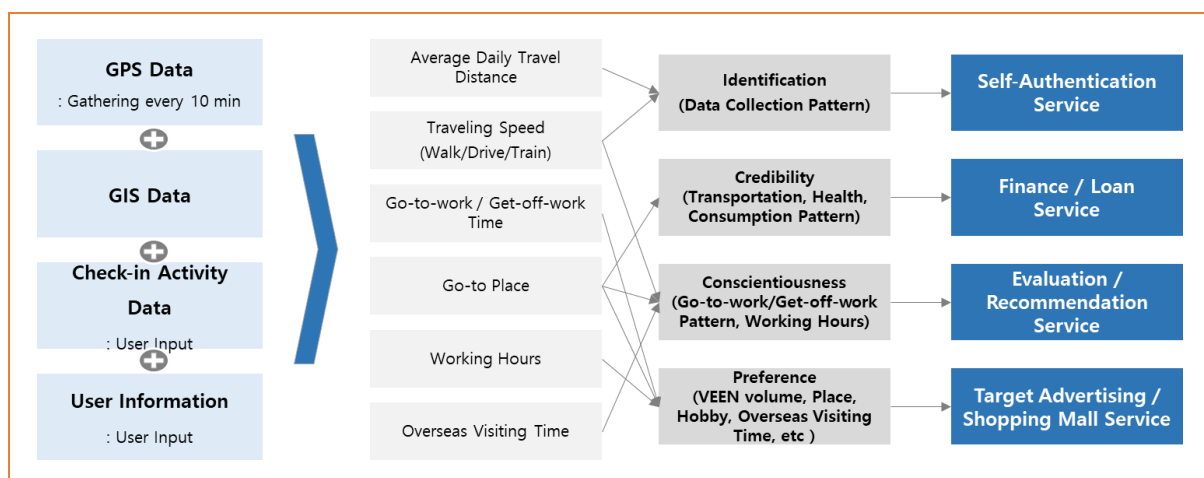 GPS Data
: Gathering every 10 min
GIS Data
Check-in Activity
Data
: User Input
User Information
: User Input
Average Daily Travel
Distance
Traveling Speed
(Walk/Drive/Train)
Go-to-work / Get-off-work
Time
Go-to Place
Working Hours
Overseas Visiting Time
Identification
(Data Collection Pattern)
Credibility
(Transportation, Health,
Consumption Pattern)
Conscientiousness
(Go-to-work/Get-off-work
Pattern, Working Hours)
Preference
(VEEN volume, Place,
Hobby, Overseas Visiting
Time, etc )
Self-Authentication
Service
Finance / Loan
Service
Evaluation /
Recommendation
Service
Target Advertising /
Shopping Mall Service